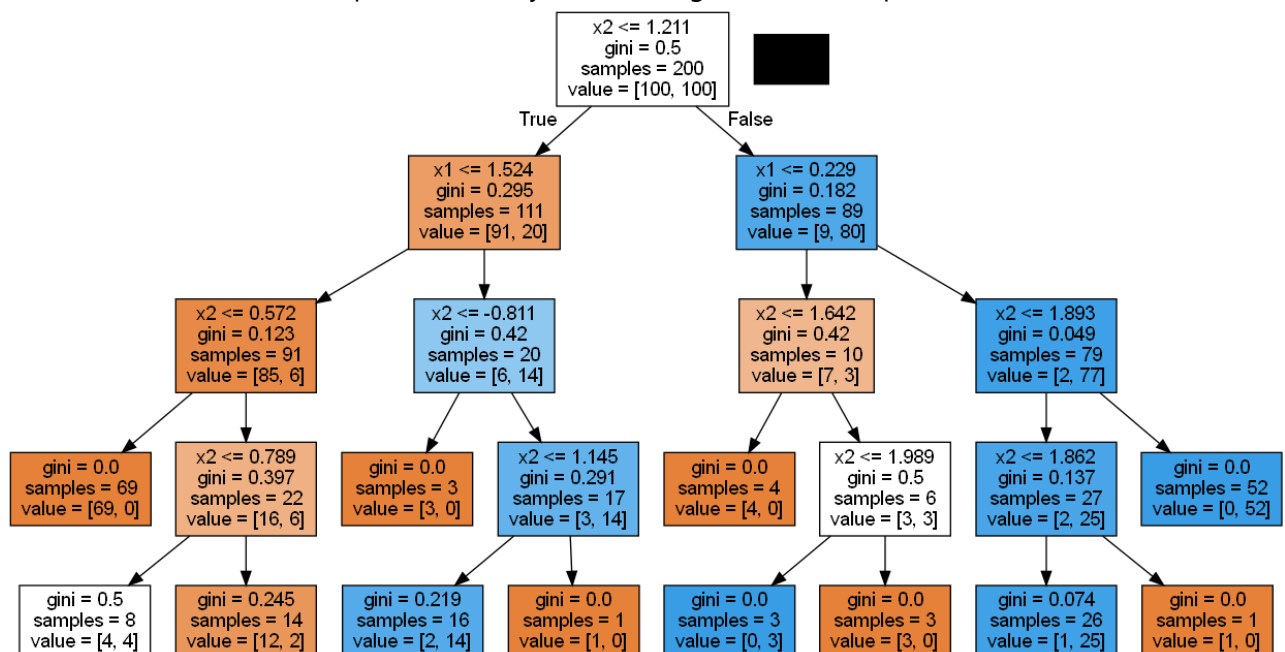 x2 <= 1.211
gini = 0.5
samples = 200
value = [100, 100]
True
False
x1 <= 1.524
gini = 0.295
samples = 111
value = [91, 20]
x1 <= 0.229
gini = 0.182
samples = 89
value = [9, 80]
x2 <= 0.572
gini = 0.123
samples = 91
value = [85, 6]
x2 <= -0.811
gini = 0.42
samples = 20
value = [6, 14]
x2 <= 1.642
gini = 0.42
samples = 10
value = [7, 3]
x2 <= 1.893
gini = 0.049
samples = 79
value = [2, 77]
gini = 0.0
samples = 69
value = [69, 0]
x2 <= 0.789
gini = 0.397
samples = 22
value = [16, 6]
gini = 0.0
samples = 3
value = [3, 0]
x2 <= 1.145
gini = 0.291
samples = 17
value = [3, 14]
gini = 0.0
samples = 4
value = [4, 0]
x2 <= 1.989
gini = 0.5
samples = 6
value = [3, 3]
x2 <= 1.862
gini = 0.137
samples = 27
value = [2, 25]
gini = 0.0
samples = 52
value = [0, 52]
gini = 0.5
samples = 8
value = [4, 4]
gini = 0.245
samples = 14
value = [12, 2]
gini = 0.219
samples = 16
value = [2, 14]
gini = 0.0
samples = 1
value = [1, 0]
gini = 0.0
samples = 3
value = [0, 3]
gini = 0.0
samples = 3
value = [3, 0]
gini = 0.074
samples = 26
value = [1, 25]
gini = 0.0
samples = 1
value = [1, 0]